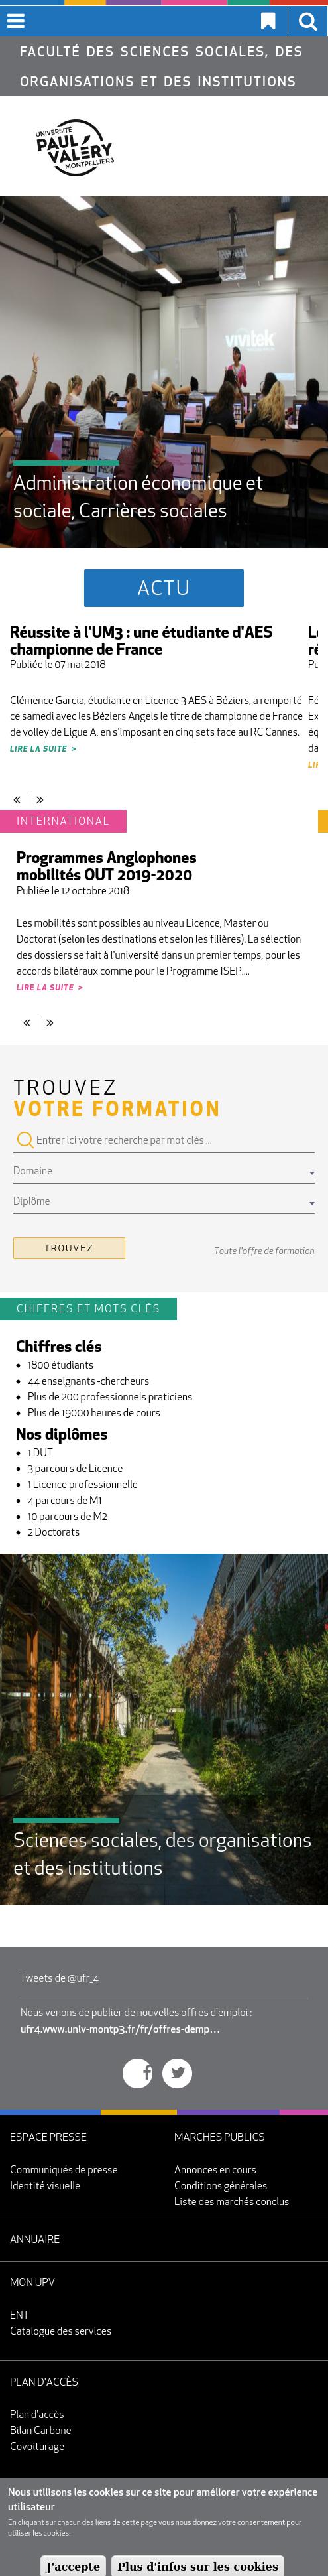 FACULTÉ DES SCIENCES SOCIALES, DES
ORGANISATIONS ET DES INSTITUTIONS
UNIVERSITÉ
PAUL
VALÉRY
MONTPELLIER 3
vivitek
Administration économique et
sociale, Carrières sociales
ACTU
Réussite à l'UM3 : une étudiante d'AES
championne de France
Publiée le 07 mai 2018
Clémence Garcia, étudiante en Licence 3 AES à Béziers, a remporté
ce samedi avec les Béziers Angels le titre de championne de France
de volley de Ligue A, en s'imposant en cinq sets face au RC Cannes.
LIRE LA SUITE >
« | »
INTERNATIONAL
Programmes Anglophones
mobilités OUT 2019-2020
Publiée le 12 octobre 2018
Les mobilités sont possibles au niveau Licence, Master ou
Doctorat (selon les destinations et selon les filières). La sélection
des dossiers se fait à l'université dans un premier temps, pour les
accords bilatéraux comme pour le Programme ISEP....
LIRE LA SUITE >
« | »
TROUVEZ
VOTRE FORMATION
Entrer ici votre recherche par mot clés ...
Domaine
Diplôme
TROUVEZ
Toute l'offre de formation
CHIFFRES ET MOTS CLÉS
Chiffres clés
• 1800 étudiants
• 44 enseignants -chercheurs
• Plus de 200 professionnels praticiens
• Plus de 19000 heures de cours
Nos diplômes
• 1 DUT
• 3 parcours de Licence
• 1 Licence professionnelle
• 4 parcours de M1
• 10 parcours de M2
• 2 Doctorats
Sciences sociales, des organisations
et des institutions
Tweets de @ufr_4
Nous venons de publier de nouvelles offres d'emploi :
ufr4.www.univ-montp3.fr/fr/offres-demp…
ESPACE PRESSE
Communiqués de presse
Identité visuelle
MARCHÉS PUBLICS
Annonces en cours
Conditions générales
Liste des marchés conclus
ANNUAIRE
MON UPV
ENT
Catalogue des services
PLAN D'ACCÈS
Plan d'accès
Bilan Carbone
Covoiturage
Nous utilisons les cookies sur ce site pour améliorer votre expérience
utilisateur
En cliquant sur chacun des liens de cette page vous nous donnez votre consentement pour
utiliser les cookies.
J'accepte
Plus d'infos sur les cookies